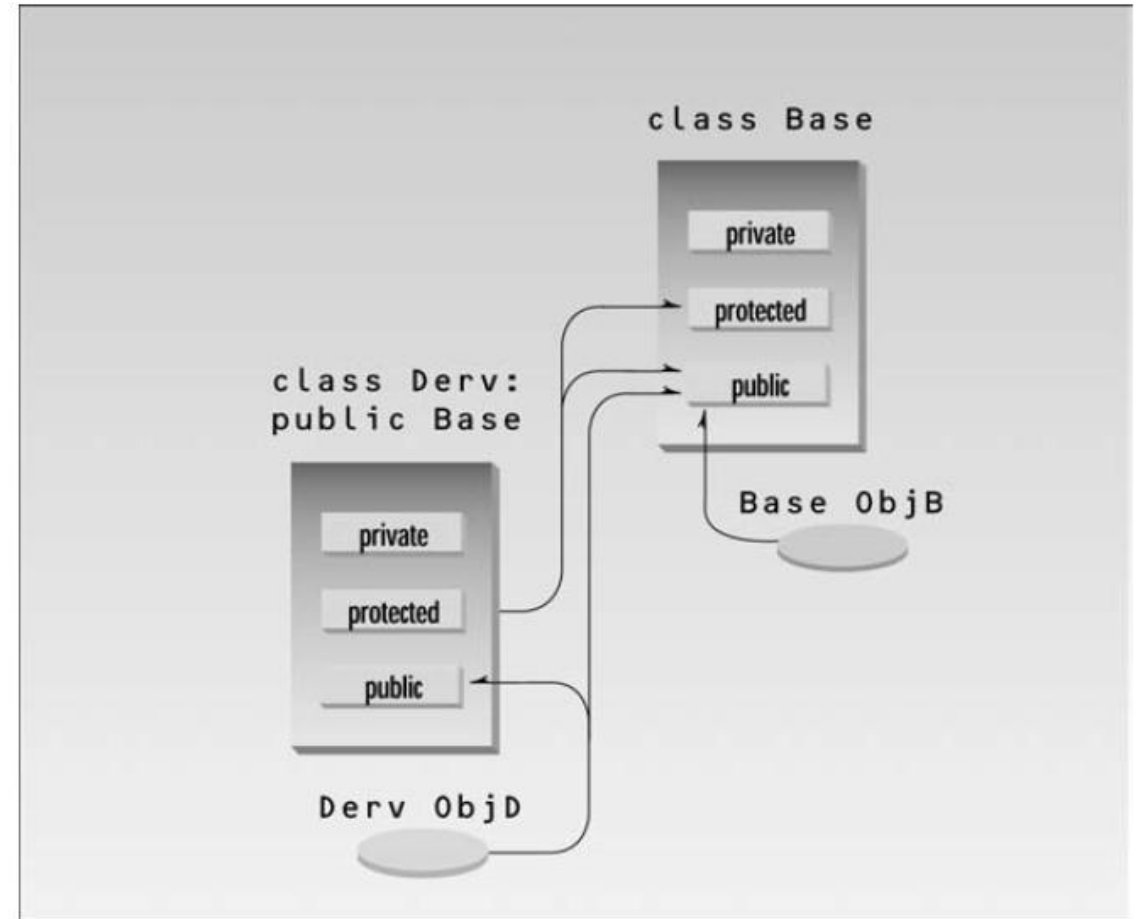 class Base
private
protected
public
class Derv:
public Base
Base ObjB
private
protected
public
Derv ObjD